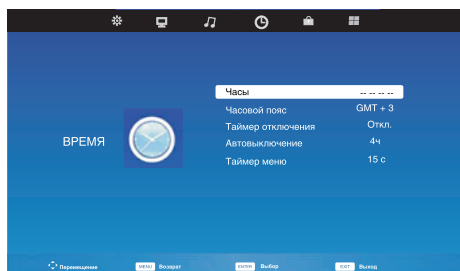 Часы -- -- -- --
Часовой пояс GMT + 3
Таймер отключения Откл.
ВРЕМЯ
Автовыключение 4ч
Таймер меню 15 с
Перемещение MENU Возврат ENTER Выбор EXIT Выход